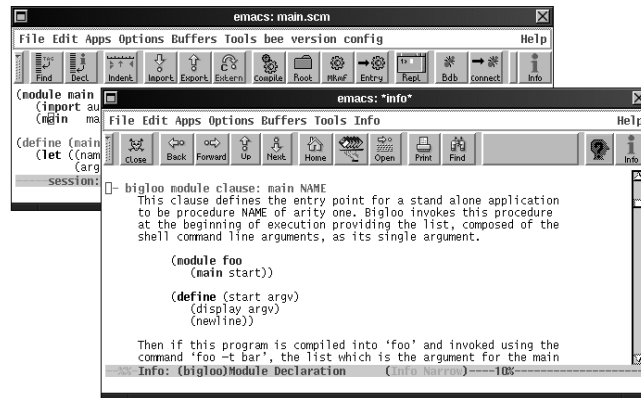 emacs: main.scm
File Edit Apps Options Buffers Tools bee version config Help
Find Decl Indent Import Export Extern Compile Root MkmF Entry Repl Bdb connect Info
(module main
(import au
(main ma
(define (main
(let ((nam
(arg
session:
emacs: *info*
File Edit Apps Options Buffers Tools Info Help
Close Back Forward Up Next Home Open Print Find Info
- bigloo module clause: main NAME
This clause defines the entry point for a stand alone application
to be procedure NAME of arity one. Bigloo invokes this procedure
at the beginning of execution providing the list, composed of the
shell command line arguments, as its single argument.
(module foo
(main start))
(define (start argv)
(display argv)
(newline))
Then if this program is compiled into ‘foo’ and invoked using the
command ‘foo -t bar’, the list which is the argument for the main
--%%-Info: (bigloo)Module Declaration (Info Narrow)----10%--------------------